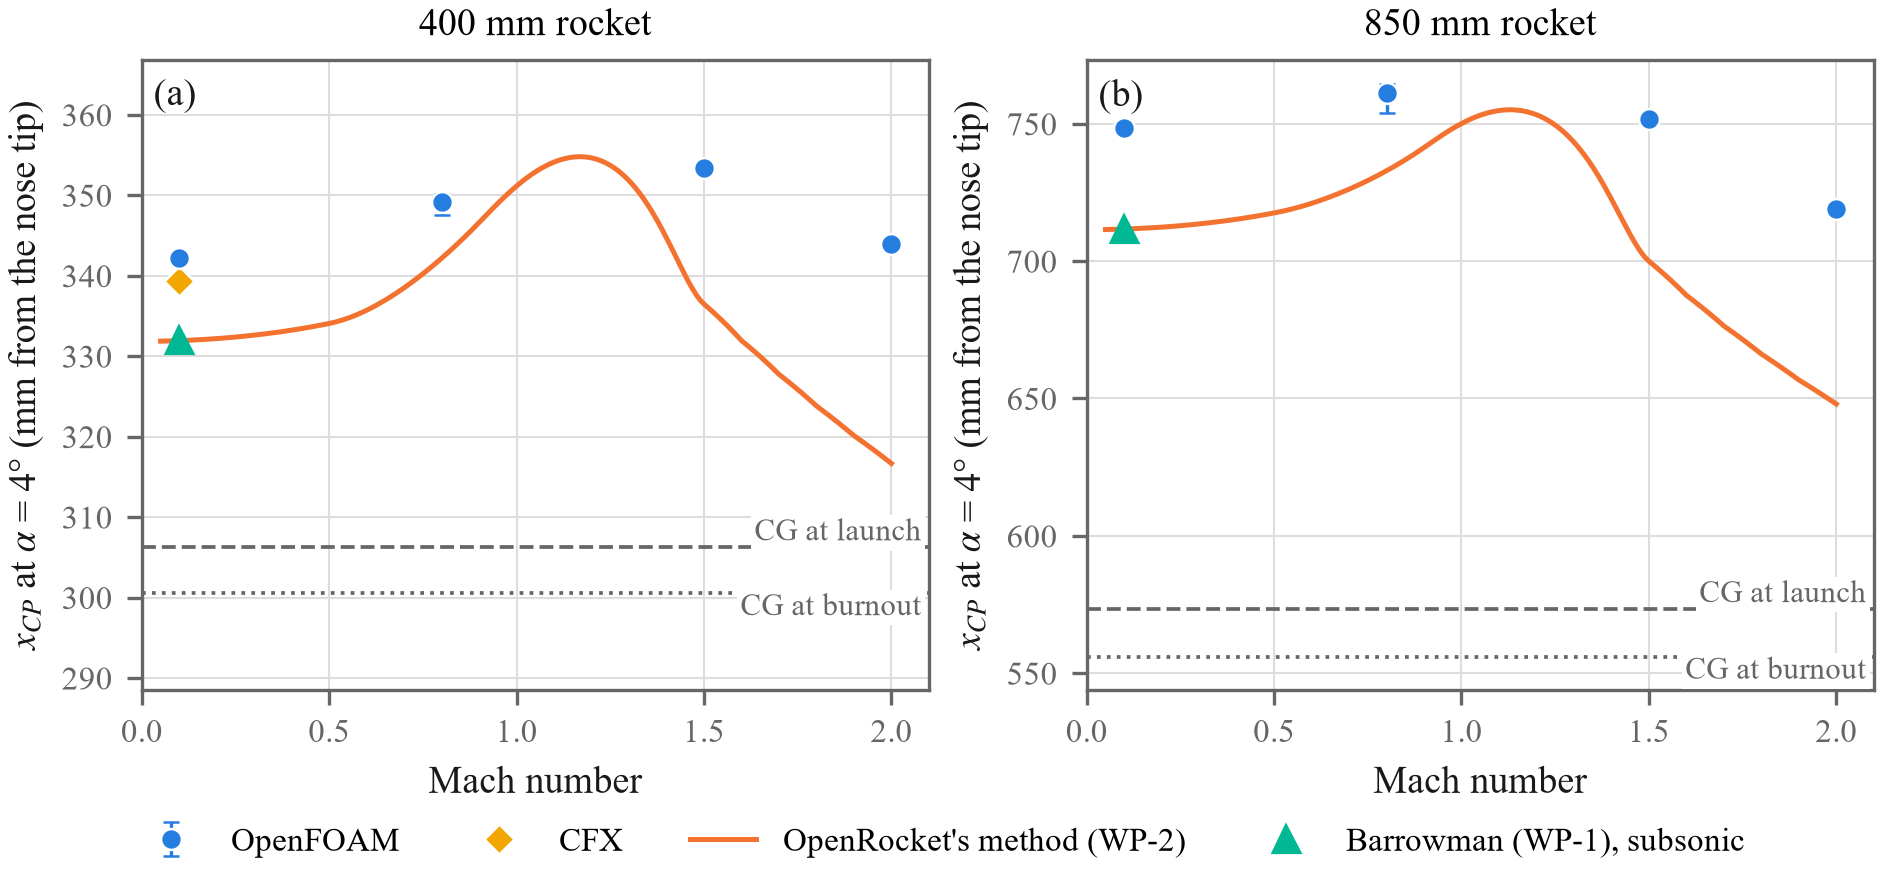 400 mm rocket
(a)
x_CP at α = 4° (mm from the nose tip)
360
350
340
330
320
310
300
290
CG at launch
CG at burnout
0.0 0.5 1.0 1.5 2.0
Mach number
850 mm rocket
(b)
x_CP at α = 4° (mm from the nose tip)
750
700
650
600
550
CG at launch
CG at burnout
0.0 0.5 1.0 1.5 2.0
Mach number
OpenFOAM CFX OpenRocket's method (WP-2) Barrowman (WP-1), subsonic